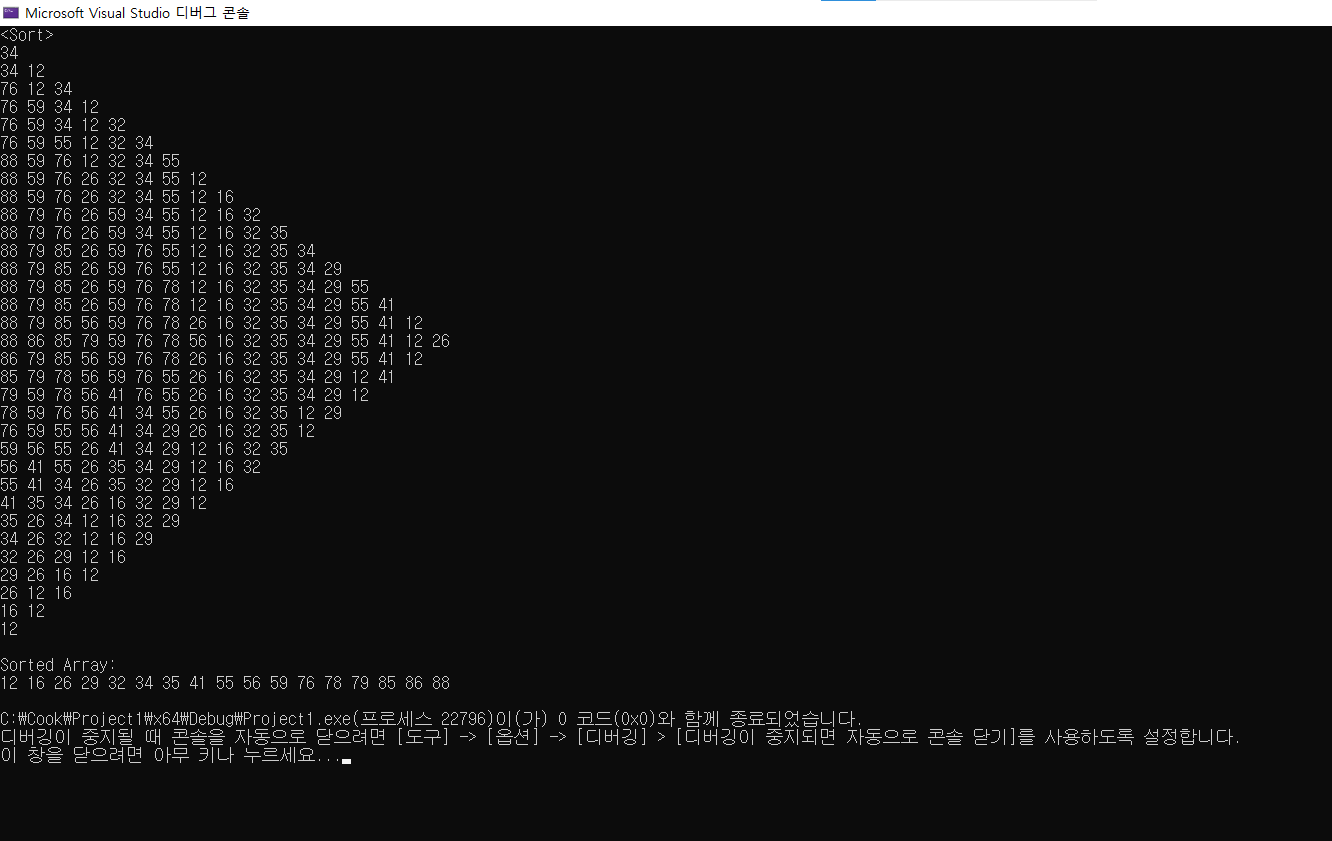 Microsoft Visual Studio 디버그 콘솔
<Sort>
34
34 12
76 12 34
76 59 34 12
76 59 34 12 32
76 59 55 12 32 34
88 59 76 12 32 34 55
88 59 76 26 32 34 55 12
88 59 76 26 32 34 55 12 16
88 79 76 26 59 34 55 12 16 32
88 79 76 26 59 34 55 12 16 32 35
88 79 85 26 59 76 55 12 16 32 35 34
88 79 85 26 59 76 55 12 16 32 35 34 29
88 79 85 26 59 76 78 12 16 32 35 34 29 55
88 79 85 26 59 76 78 12 16 32 35 34 29 55 41
88 79 85 56 59 76 78 26 16 32 35 34 29 55 41 12
88 86 85 79 59 76 78 56 16 32 35 34 29 55 41 12 26
86 79 85 56 59 76 78 26 16 32 35 34 29 55 41 12
85 79 78 56 59 76 55 26 16 32 35 34 29 12 41
79 59 78 56 41 76 55 26 16 32 35 34 29 12
78 59 76 56 41 34 55 26 16 32 35 12 29
76 59 55 56 41 34 29 26 16 32 35 12
59 56 55 26 41 34 29 12 16 32 35
56 41 55 26 35 34 29 12 16 32
55 41 34 26 35 32 29 12 16
41 35 34 26 16 32 29 12
35 26 34 12 16 32 29
34 26 32 12 16 29
32 26 29 12 16
29 26 16 12
26 12 16
16 12
12
Sorted Array:
12 16 26 29 32 34 35 41 55 56 59 76 78 79 85 86 88
C:₩Cook₩Project1₩x64₩Debug₩Project1.exe(프로세스 22796)이(가) 0 코드(0x0)와 함께 종료되었습니다.
디버깅이 중지될 때 콘솔을 자동으로 닫으려면 [도구] -> [옵션] -> [디버깅] > [디버깅이 중지되면 자동으로 콘솔 닫기]를 사용하도록 설정합니다.
이 창을 닫으려면 아무 키나 누르세요...